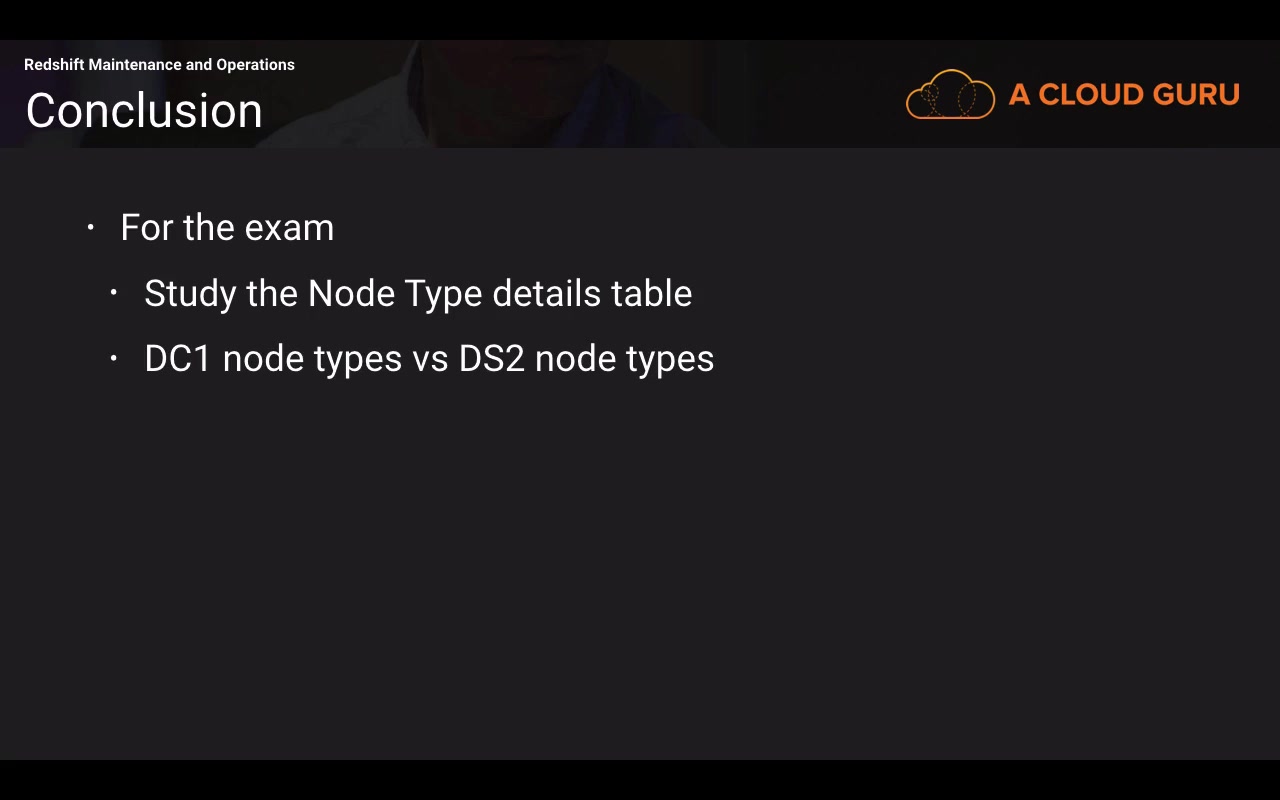 Redshift Maintenance and Operations
Conclusion
A CLOUD GURU
• For the exam
• Study the Node Type details table
• DC1 node types vs DS2 node types